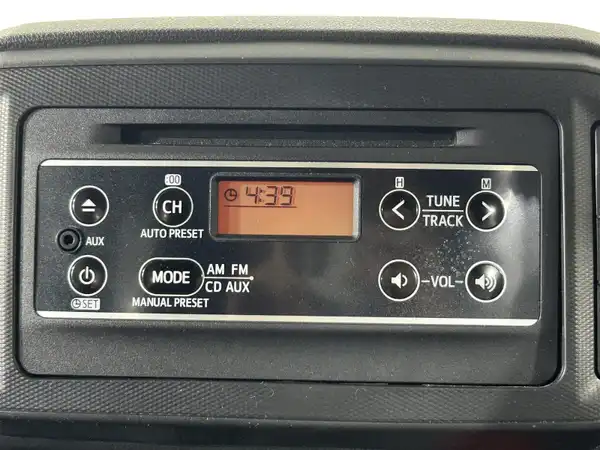 :00
H
M
CH
4:39
TUNE
TRACK
AUTO PRESET
AUX
MODE
AM FM
CD AUX
-VOL-
SET
MANUAL PRESET